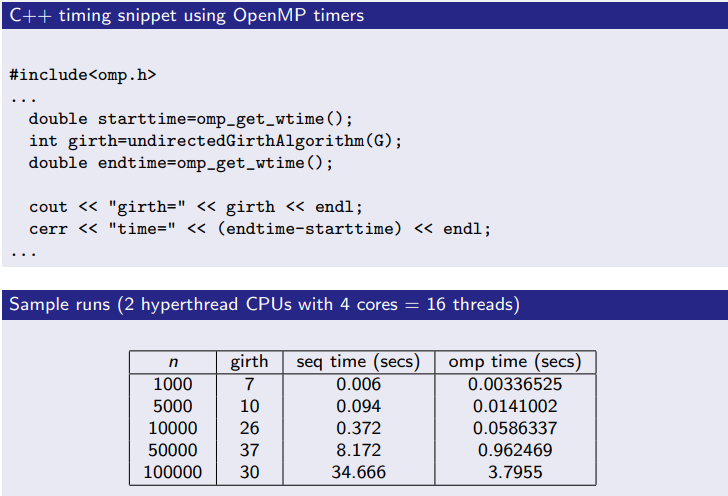 C++ timing snippet using OpenMP timers
#include<omp.h>
...
double starttime=omp_get_wtime();
int girth=undirectedGirthAlgorithm(G);
double endtime=omp_get_wtime();
cout << "girth=" << girth << endl;
cerr << "time=" << (endtime-starttime) << endl;
...
Sample runs (2 hyperthread CPUs with 4 cores = 16 threads)
n girth seq time (secs) omp time (secs)
1000 7 0.006 0.00336525
5000 10 0.094 0.0141002
10000 26 0.372 0.0586337
50000 37 8.172 0.962469
100000 30 34.666 3.7955